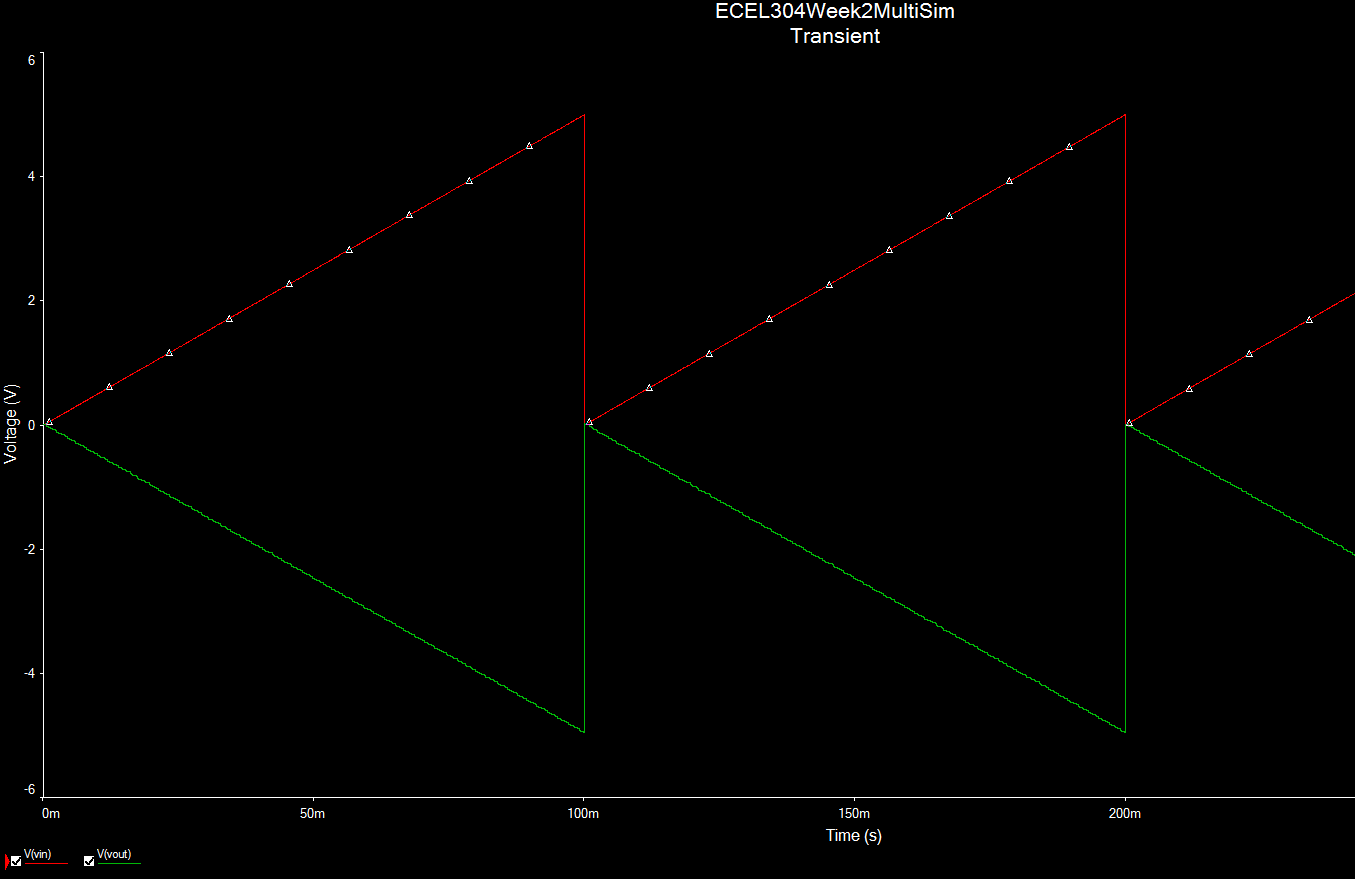 ECEL304Week2MultiSim
Transient
6
4
2
0
-2
-4
-6
Voltage (V)
0m 50m 100m 150m 200m
Time (s)
V(vin) V(vout)